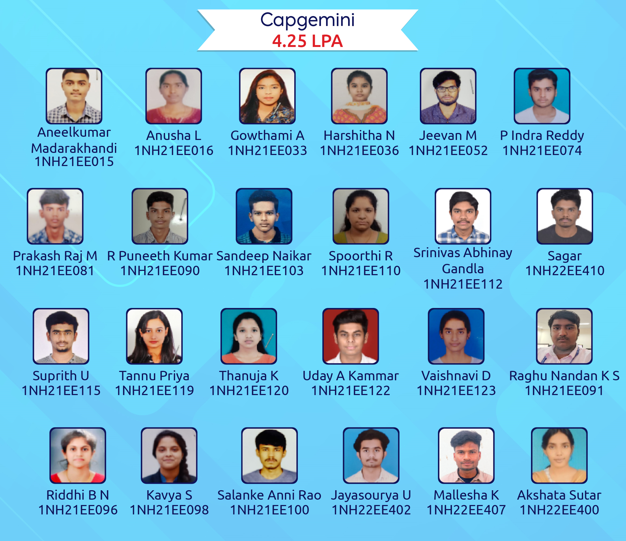 Capgemini
4.25 LPA
Aneelkumar
Madarakhandi
1NH21EE015
Anusha L
1NH21EE016
Gowthami A
1NH21EE033
Harshitha N
1NH21EE036
Jeevan M
1NH21EE052
P Indra Reddy
1NH21EE074
Prakash Raj M
1NH21EE081
R Puneeth Kumar
1NH21EE090
Sandeep Naikar
1NH21EE103
Spoorthi R
1NH21EE110
Srinivas Abhinay
Gandla
1NH21EE112
Sagar
1NH22EE410
Suprith U
1NH21EE115
Tannu Priya
1NH21EE119
Thanuja K
1NH21EE120
Uday A Kammar
1NH21EE122
Vaishnavi D
1NH21EE123
Raghu Nandan K S
1NH21EE091
Riddhi B N
1NH21EE096
Kavya S
1NH21EE098
Salanke Anni Rao
1NH21EE100
Jayasourya U
1NH22EE402
Mallesha K
1NH22EE407
Akshata Sutar
1NH22EE400